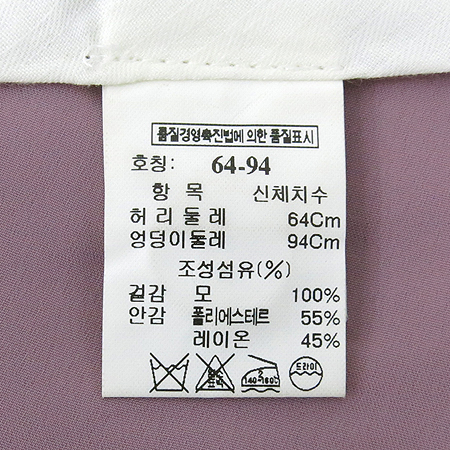 품질경영촉진법에 의한 품질표시
호칭: 64-94
항 목 신체치수
허 리 둘 레 64Cm
엉덩이둘레 94Cm
조성섬유(%)
겉감 모 100%
안감 폴리에스테르 55%
레이온 45%
2 140-160℃ 드라이